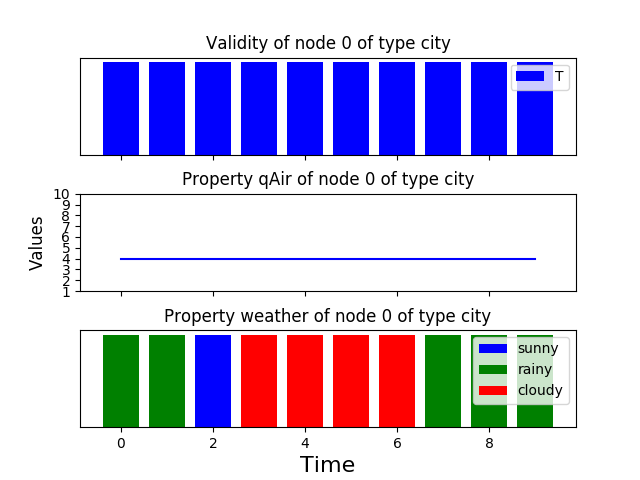 Validity of node 0 of type city
T
Property qAir of node 0 of type city
Values
10
9
8
7
6
5
4
3
2
1
Property weather of node 0 of type city
sunny
rainy
cloudy
0 2 4 6 8
Time